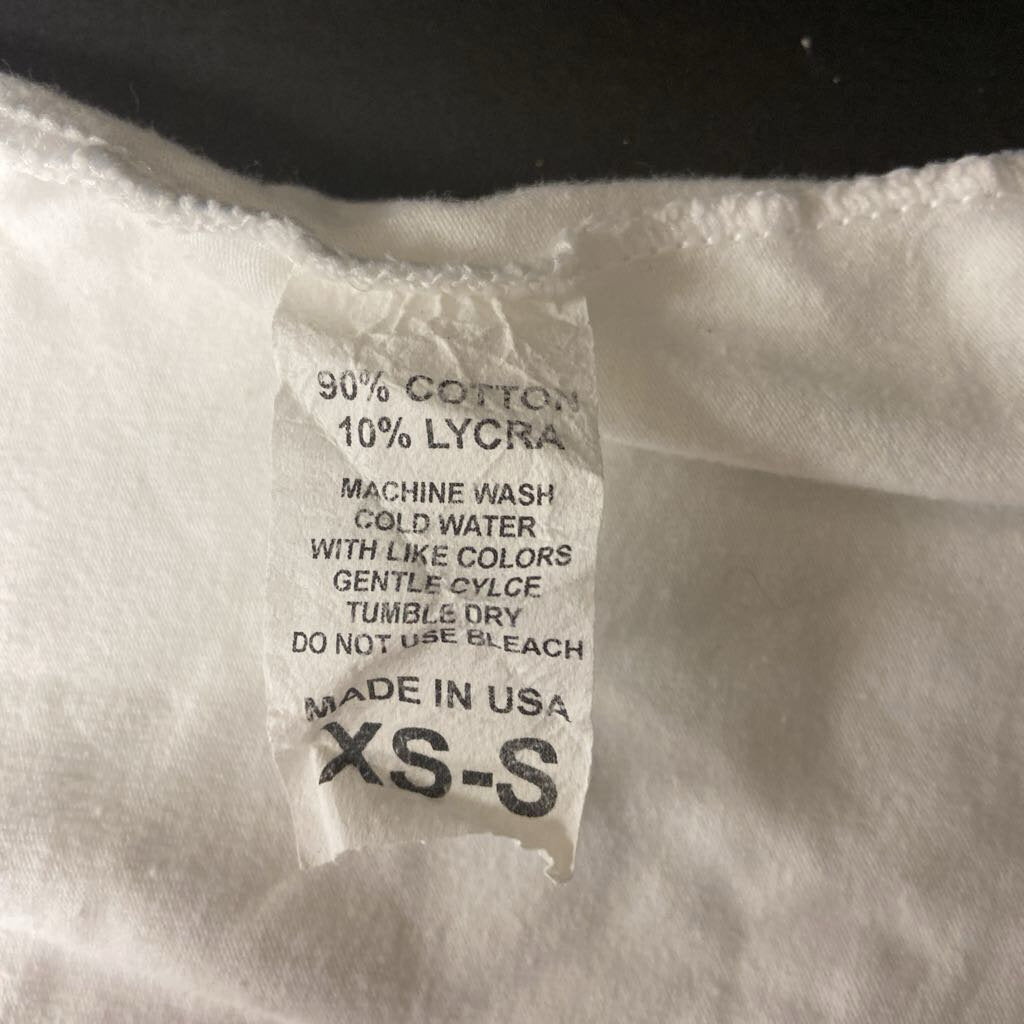 90% COTTON
10% LYCRA
MACHINE WASH
COLD WATER
WITH LIKE COLORS
GENTLE CYLCE
TUMBLE DRY
DO NOT USE BLEACH
MADE IN USA
XS-S